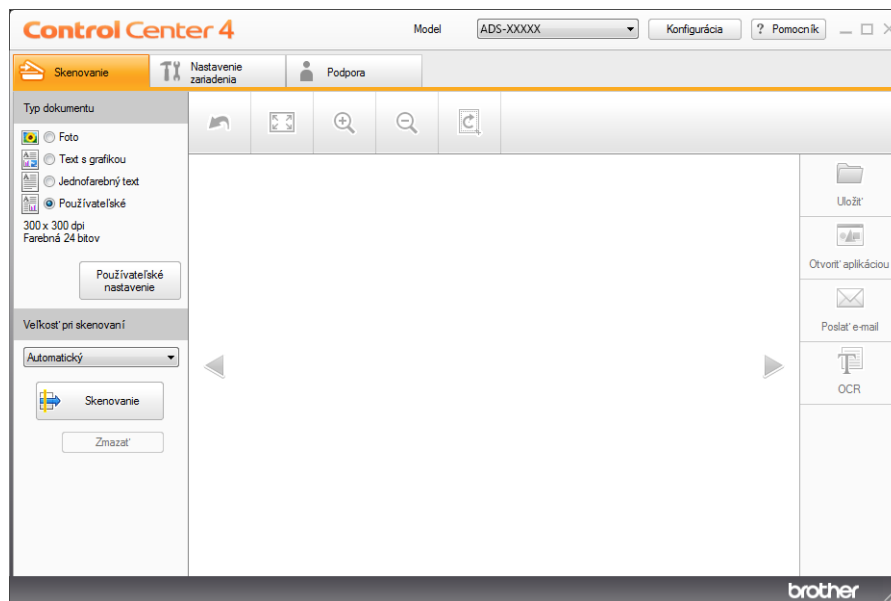 Control Center 4
Model
ADS-XXXXX
Konfigurácia
? Pomocník
Skenovanie
Nastavenie
zariadenia
Podpora
Typ dokumentu
Foto
Text s grafikou
Jednofarebný text
Používateľské
300 x 300 dpi
Farebná 24 bitov
Používateľské
nastavenie
Veľkosť pri skenovaní
Automatický
Skenovanie
Zmazať
Uložiť
Otvoriť aplikáciou
Poslať e-mail
OCR
brother